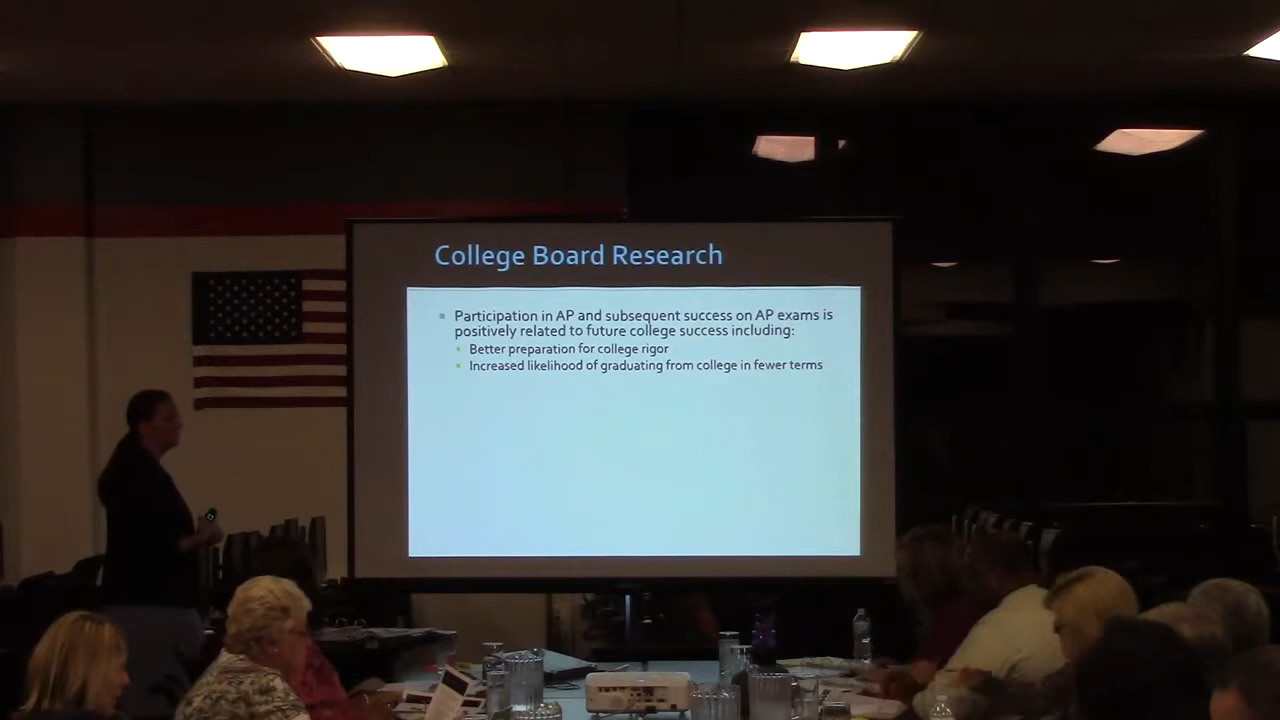 College Board Research
Participation in AP and subsequent success on AP exams is
positively related to future college success including:
Better preparation for college rigor
Increased likelihood of graduating from college in fewer terms